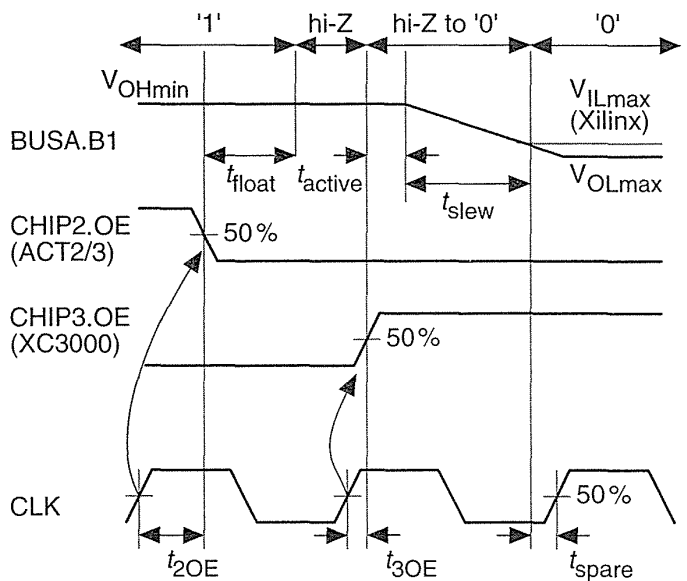 '1' hi-Z hi-Z to '0' '0'
VOHmin
VILmax
(Xilinx)
BUSA.B1
tfloat tactive tslew VOLmax
CHIP2.OE
(ACT2/3)
50%
CHIP3.OE
(XC3000)
50%
CLK
50%
t2OE t3OE tspare